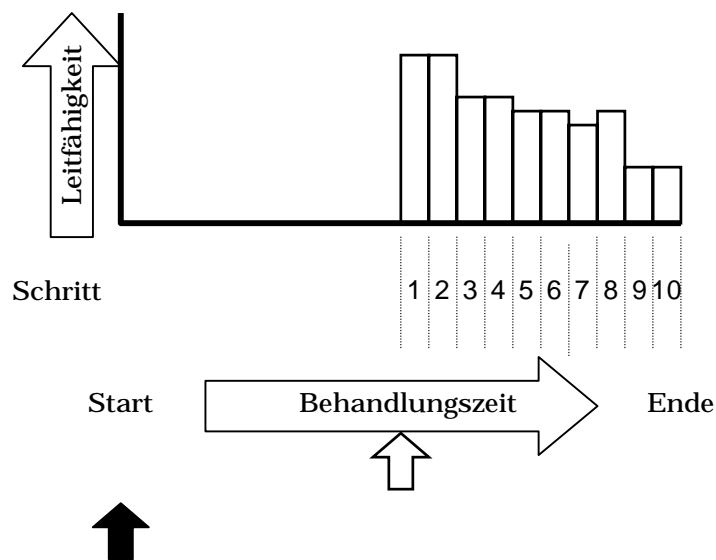 Leitfähigkeit
Schritt 1 2 3 4 5 6 7 8 9 10
Start Behandlungszeit Ende